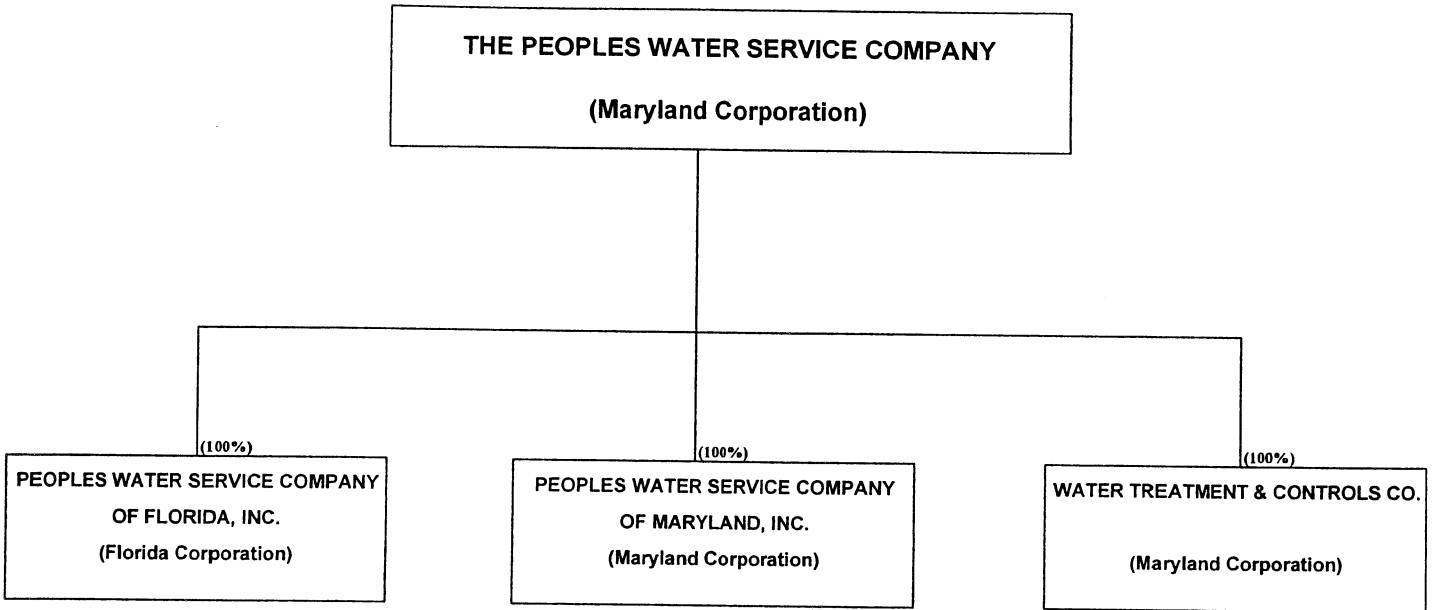 THE PEOPLES WATER SERVICE COMPANY
(Maryland Corporation)
(100%)
PEOPLES WATER SERVICE COMPANY
OF FLORIDA, INC.
(Florida Corporation)
(100%)
PEOPLES WATER SERVICE COMPANY
OF MARYLAND, INC.
(Maryland Corporation)
(100%)
WATER TREATMENT & CONTROLS CO.
(Maryland Corporation)